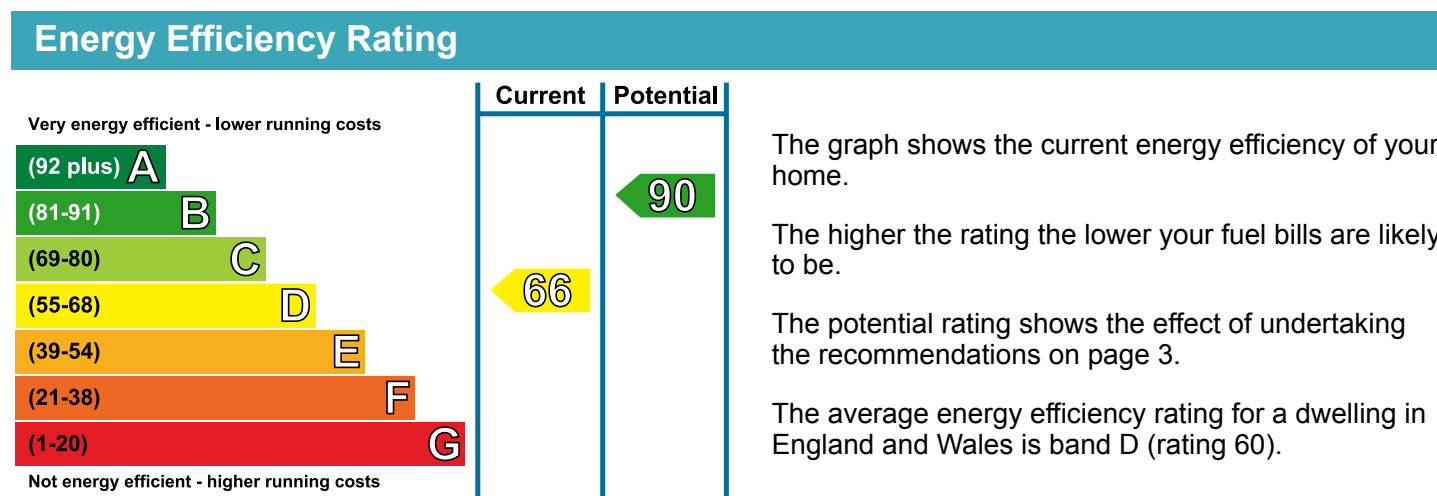 Energy Efficiency Rating
Current Potential
Very energy efficient - lower running costs
(92 plus) A
(81-91) B
(69-80) C
(55-68) D
(39-54) E
(21-38) F
(1-20) G
Not energy efficient - higher running costs
66
90
The graph shows the current energy efficiency of your
home.
The higher the rating the lower your fuel bills are likely
to be.
The potential rating shows the effect of undertaking
the recommendations on page 3.
The average energy efficiency rating for a dwelling in
England and Wales is band D (rating 60).